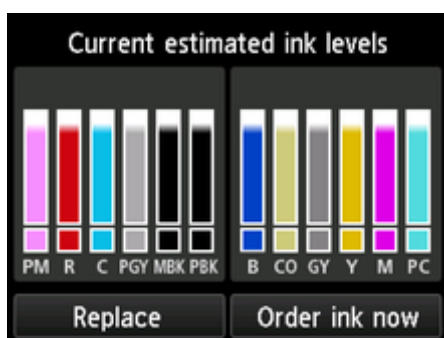 Current estimated ink levels
PM R C PGY MBK PBK B CO GY Y M PC
Replace Order ink now